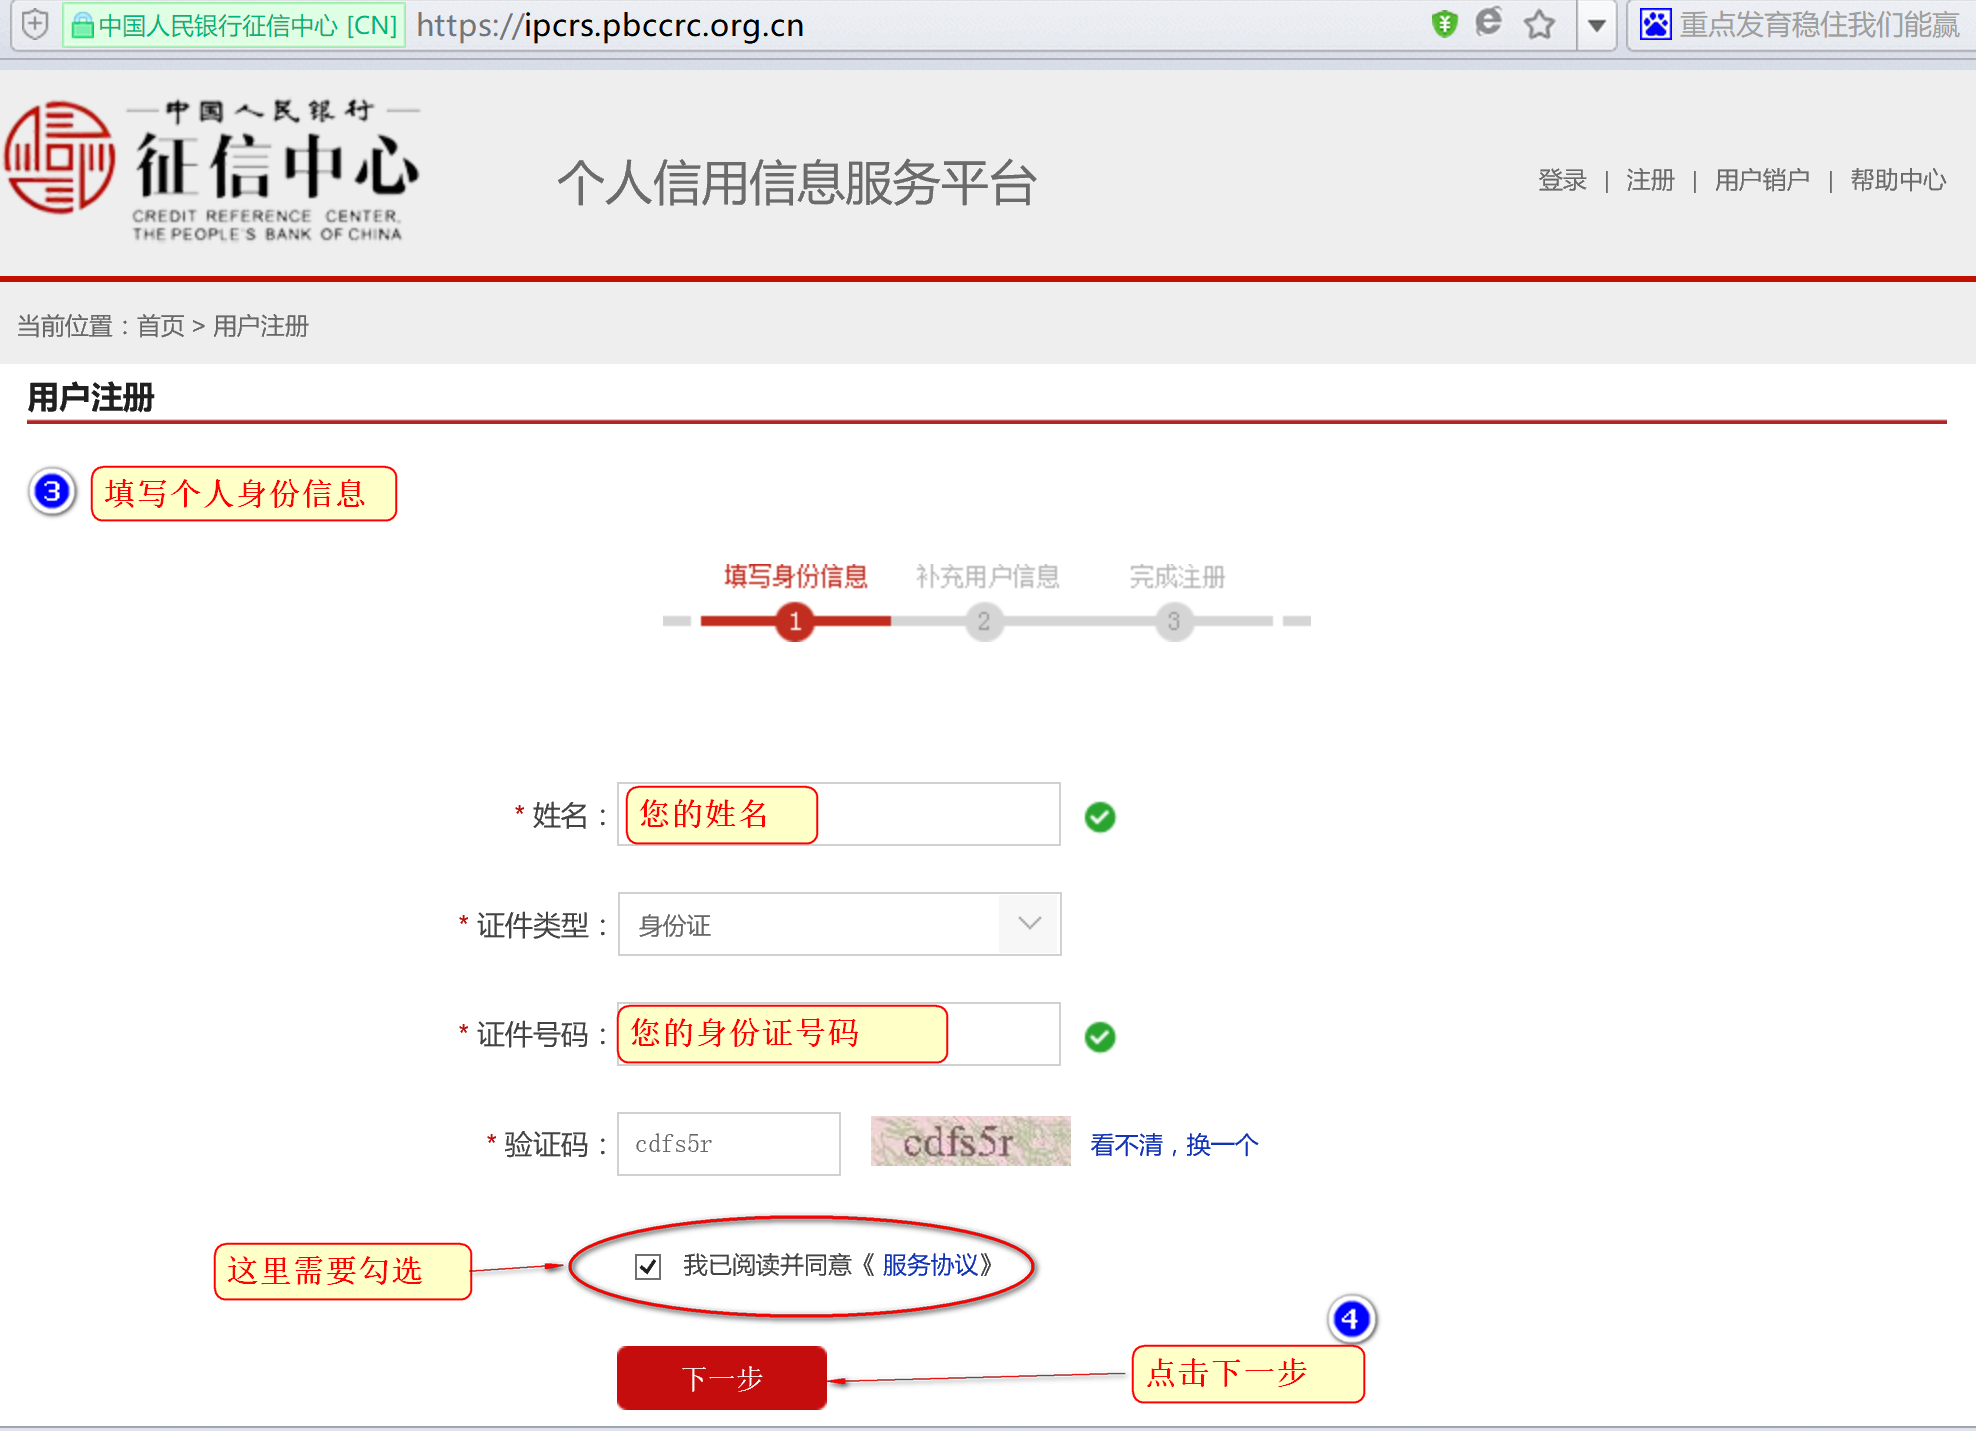 中国人民银行征信中心 [CN] https://ipcrs.pbccrc.org.cn 重点发育稳住我们能赢
中国人民银行
征信中心
CREDIT REFERENCE CENTER,
THE PEOPLE'S BANK OF CHINA
个人信用信息服务平台
登录 | 注册 | 用户销户 | 帮助中心
当前位置：首页 > 用户注册
用户注册
3 填写个人身份信息
填写身份信息 补充用户信息 完成注册
1 2 3
* 姓名： 您的姓名
* 证件类型： 身份证
* 证件号码： 您的身份证号码
* 验证码： cdfs5r cdfs5r 看不清，换一个
这里需要勾选 我已阅读并同意《服务协议》
4
下一步 点击下一步